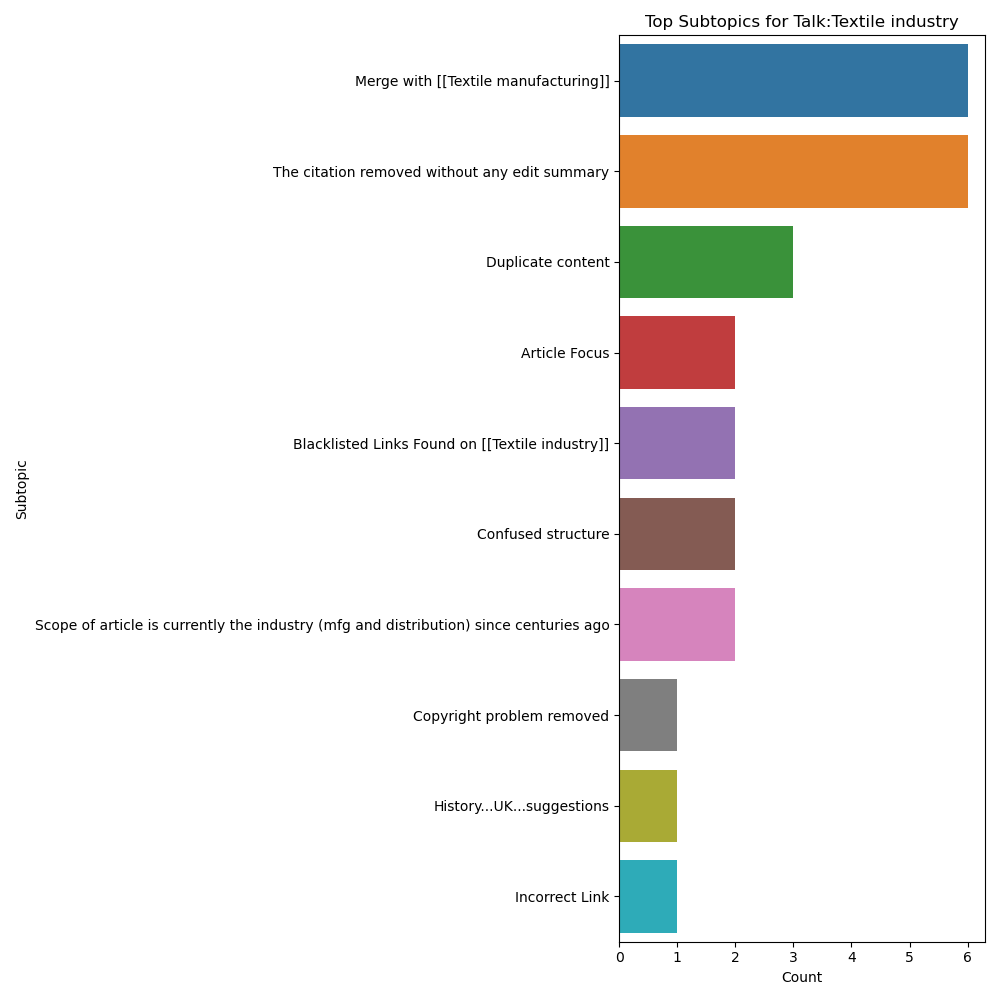 Top Subtopics for Talk:Textile industry
Merge with [[Textile manufacturing]]
The citation removed without any edit summary
Duplicate content
Article Focus
Blacklisted Links Found on [[Textile industry]]
Confused structure
Scope of article is currently the industry (mfg and distribution) since centuries ago
Copyright problem removed
History...UK...suggestions
Incorrect Link
Subtopic
0 1 2 3 4 5 6
Count